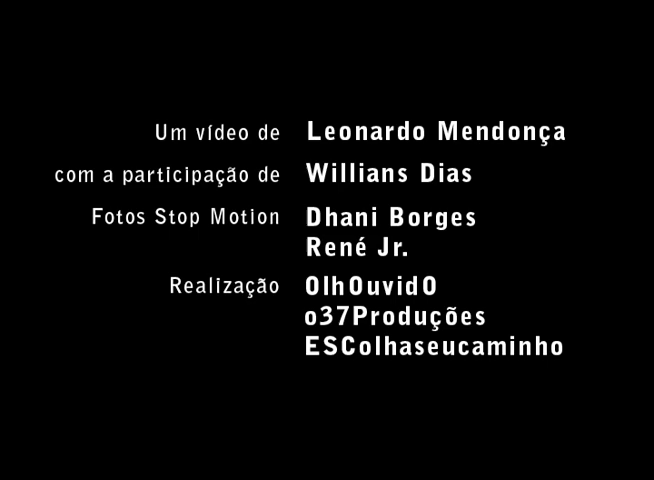 Um vídeo de Leonardo Mendonça
com a participação de Willians Dias
Fotos Stop Motion Dhani Borges
René Jr.
Realização OlhOuvidO
o37Produções
ESColhaseucaminho